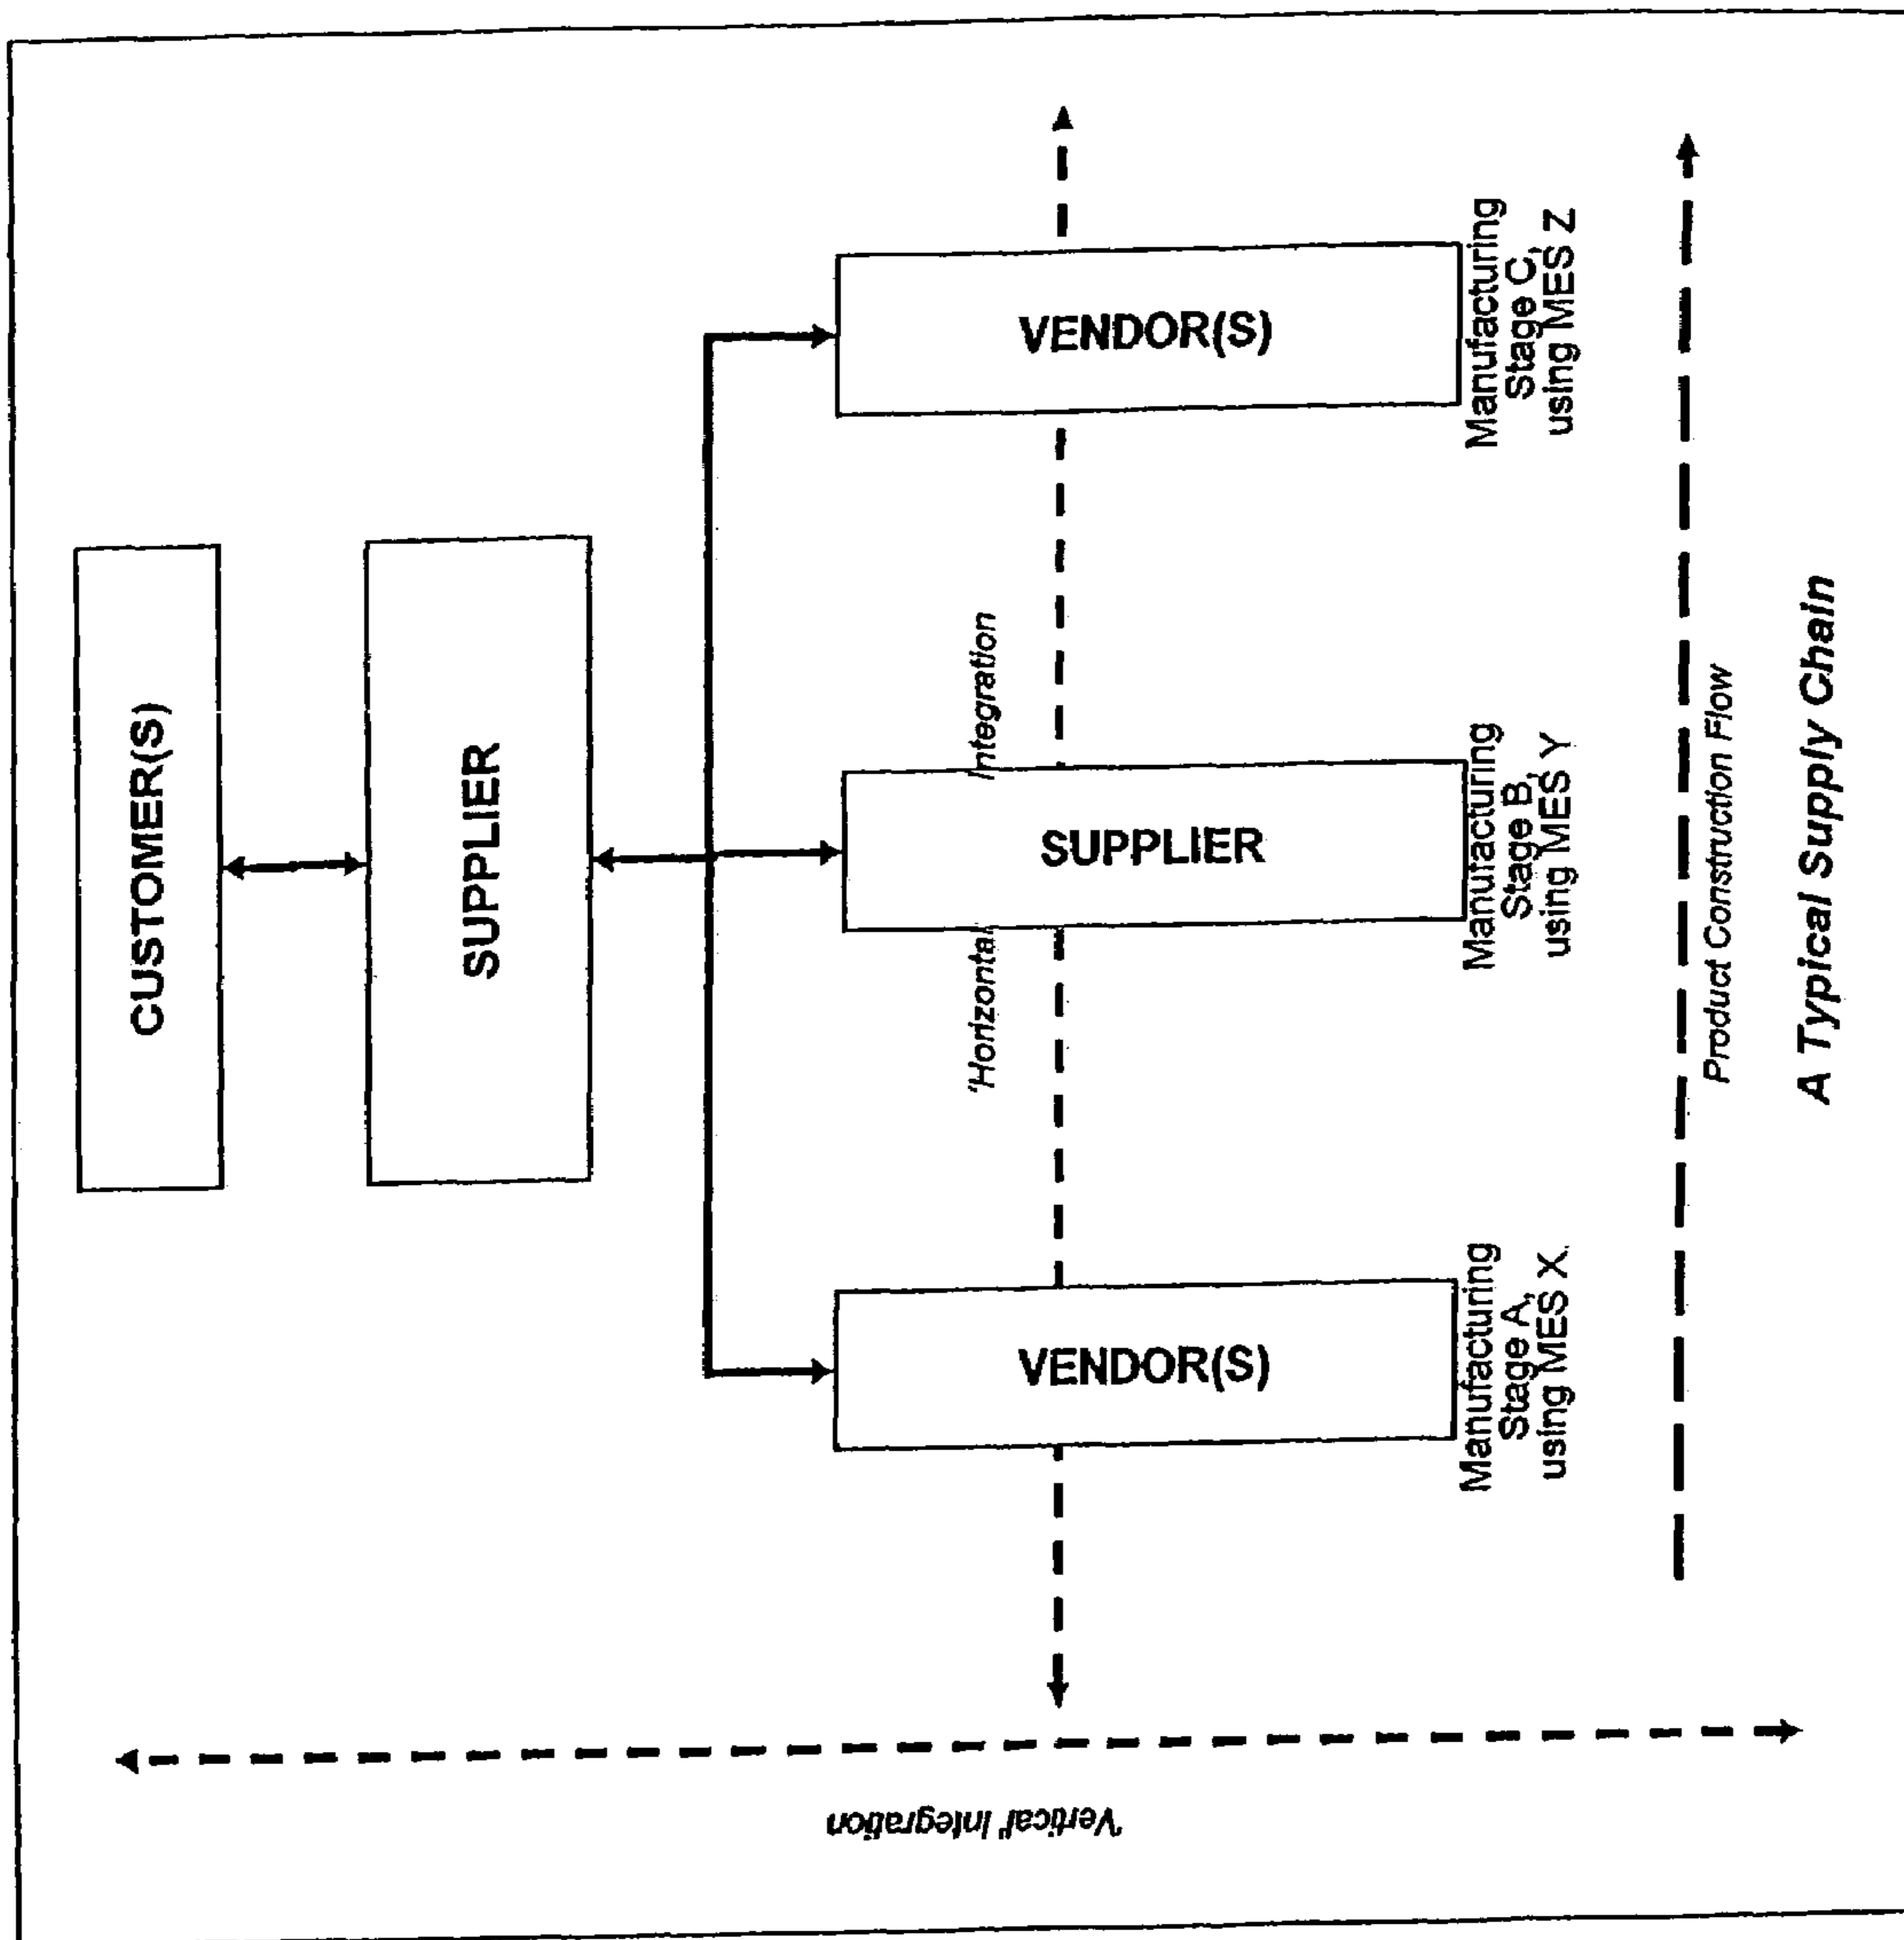 CUSTOMER(S)
SUPPLIER
'Horizontal Integration
VENDOR(S)
SUPPLIER
VENDOR(S)
Manufacturing
Stage A,
using MES X
Manufacturing
Stage B,
using MES Y
Manufacturing
Stage C,
using MES Z
'Vertical' Integration
Product Construction Flow
A Typical Supply Chain